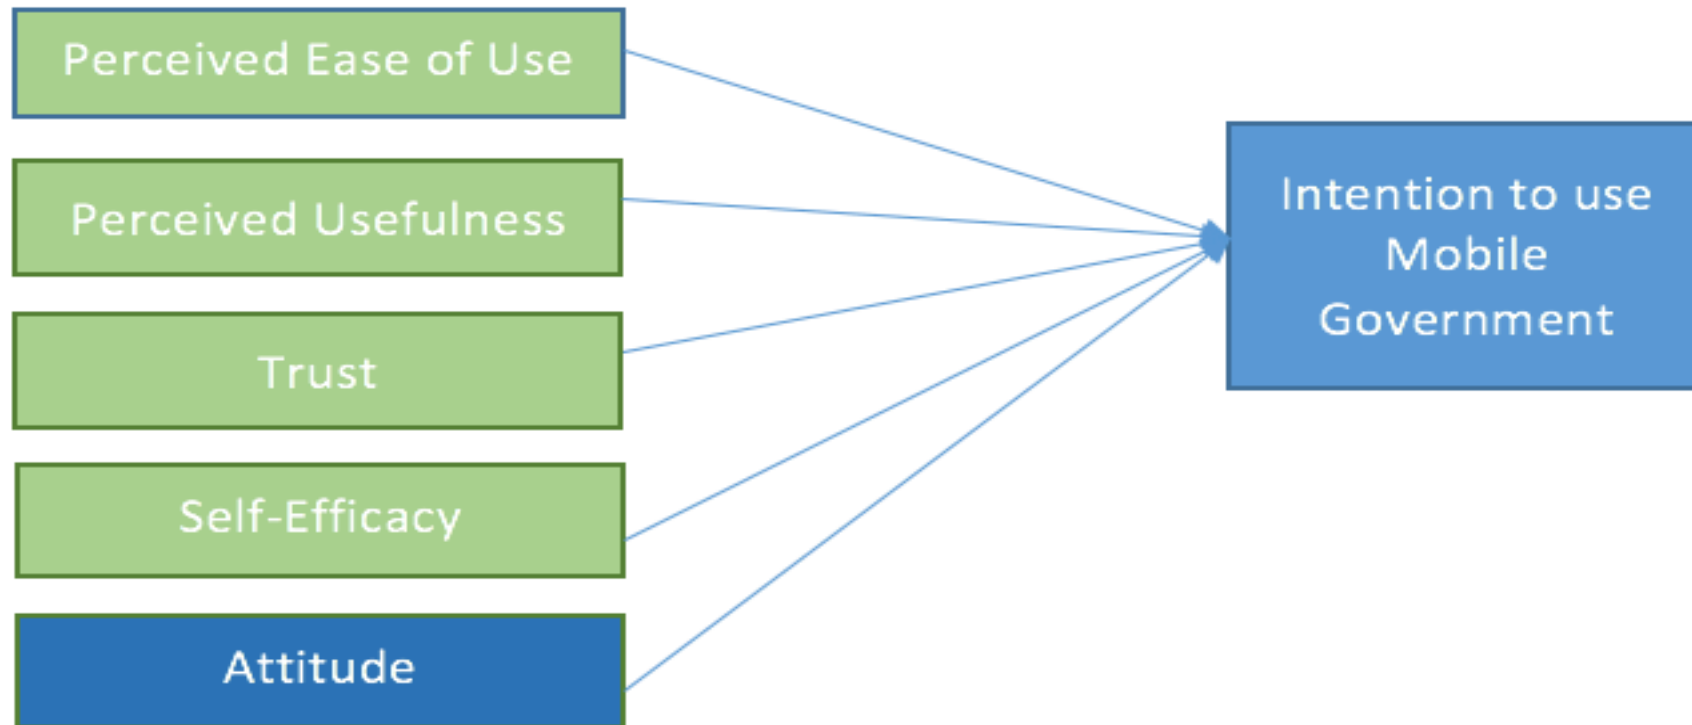 Perceived Ease of Use
Perceived Usefulness
Trust
Self-Efficacy
Attitude
Intention to use
Mobile
Government